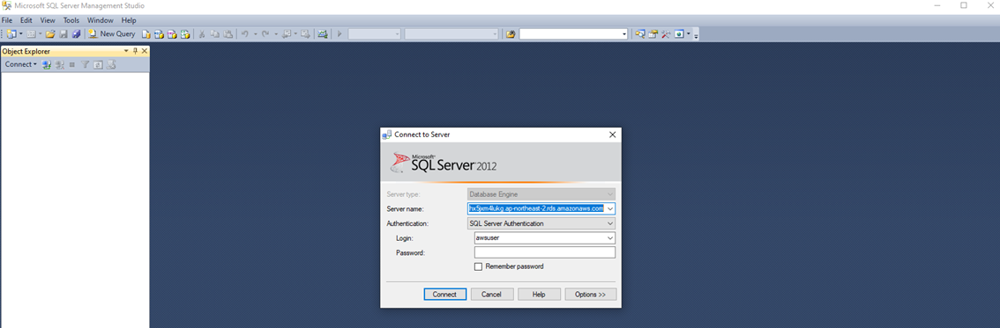 Microsoft SQL Server Management Studio
File Edit View Tools Window Help
New Query
Object Explorer
Connect
Connect to Server
Microsoft
SQL Server 2012
Server type: Database Engine
Server name: hx5jxm4lukg.ap-northeast-2.rds.amazonaws.com
Authentication: SQL Server Authentication
Login: awsuser
Password:
Remember password
Connect Cancel Help Options >>